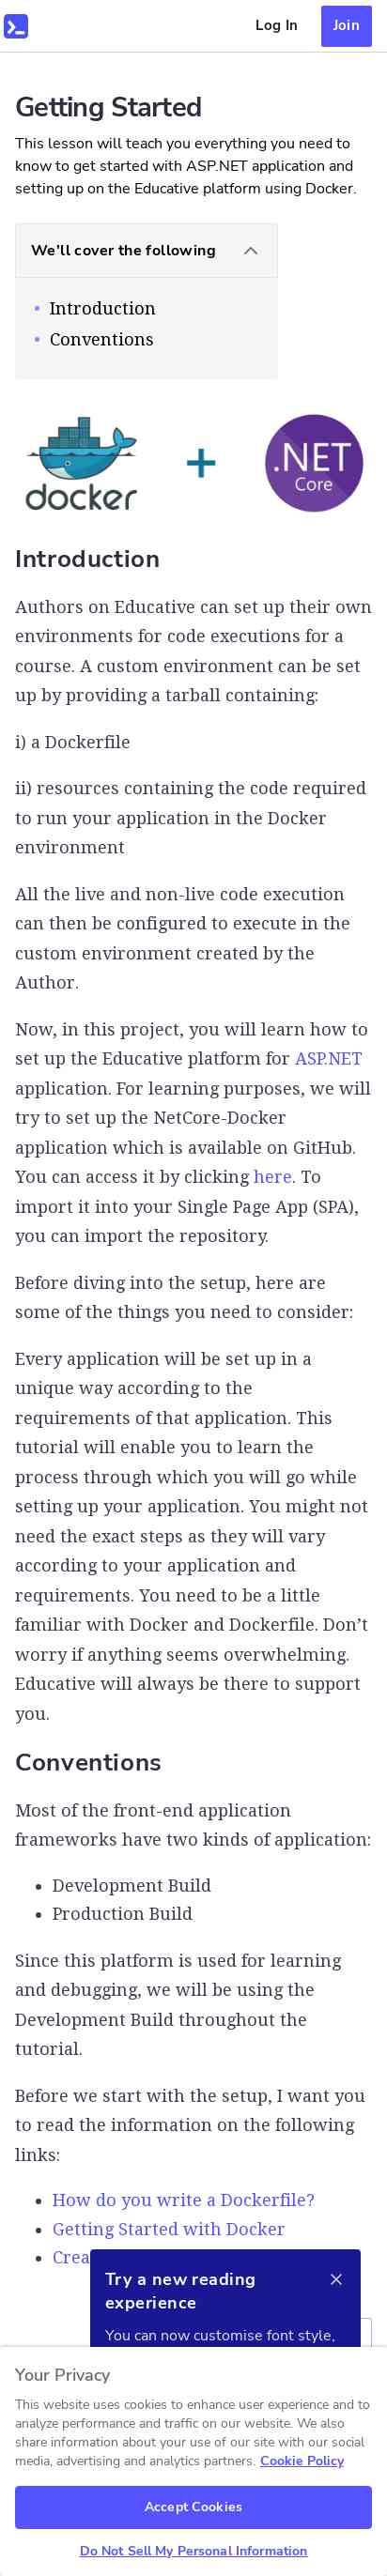 Log In
Join
Getting Started
This lesson will teach you everything you need to
know to get started with ASP.NET application and
setting up on the Educative platform using Docker.
We'll cover the following
Introduction
Conventions
docker
.NET
Core
Introduction
Authors on Educative can set up their own
environments for code executions for a
course. A custom environment can be set
up by providing a tarball containing:
i) a Dockerfile
ii) resources containing the code required
to run your application in the Docker
environment
All the live and non-live code execution
can then be configured to execute in the
custom environment created by the
Author.
Now, in this project, you will learn how to
set up the Educative platform for ASP.NET
application. For learning purposes, we will
try to set up the NetCore-Docker
application which is available on GitHub.
You can access it by clicking here. To
import it into your Single Page App (SPA),
you can import the repository.
Before diving into the setup, here are
some of the things you need to consider:
Every application will be set up in a
unique way according to the
requirements of that application. This
tutorial will enable you to learn the
process through which you will go while
setting up your application. You might not
need the exact steps as they will vary
according to your application and
requirements. You need to be a little
familiar with Docker and Dockerfile. Don’t
worry if anything seems overwhelming.
Educative will always be there to support
you.
Conventions
Most of the front-end application
frameworks have two kinds of application:
Development Build
Production Build
Since this platform is used for learning
and debugging, we will be using the
Development Build throughout the
tutorial.
Before we start with the setup, I want you
to read the information on the following
links:
How do you write a Dockerfile?
Getting Started with Docker
Try a new reading
experience
You can now customise font style,
Your Privacy
This website uses cookies to enhance user experience and to
analyze performance and traffic on our website. We also
share information about your use of our site with our social
media, advertising and analytics partners. Cookie Policy
Accept Cookies
Do Not Sell My Personal Information